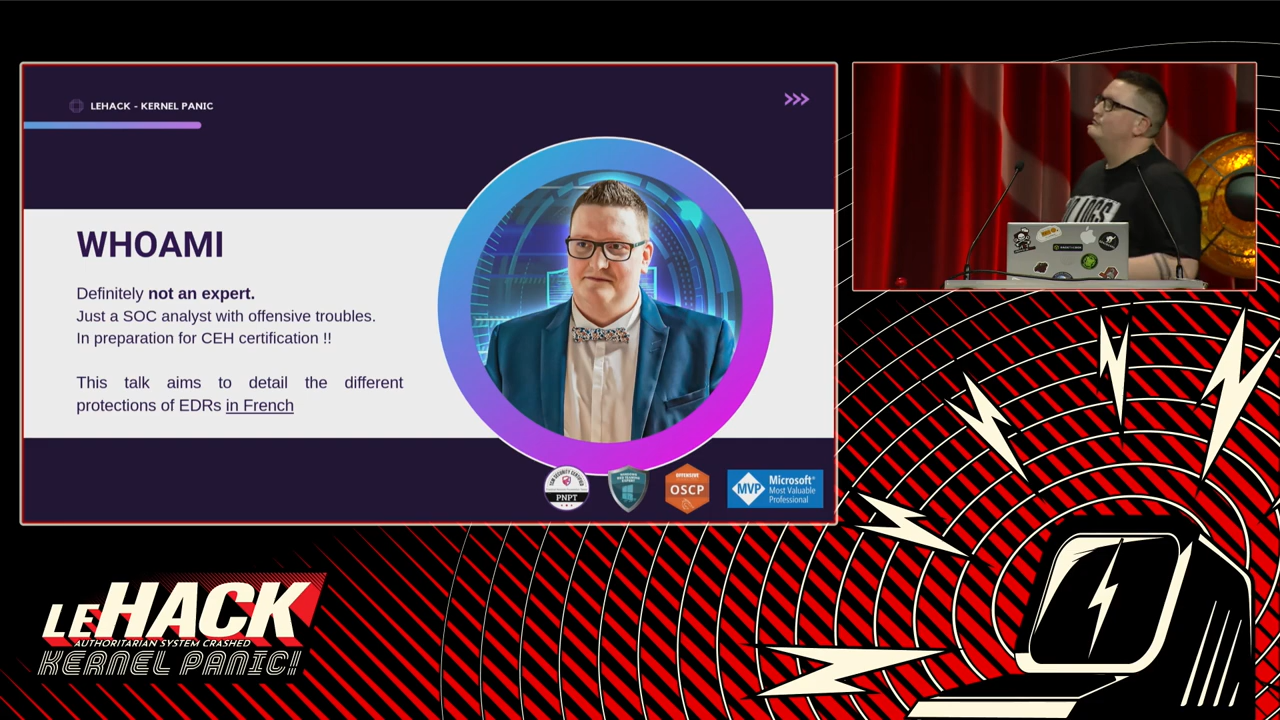 LEHACK - KERNEL PANIC
WHOAMI
Definitely not an expert.
Just a SOC analyst with offensive troubles.
In preparation for CEH certification !!
This talk aims to detail the different
protections of EDRs in French
PNPT
OFFENSIVE
OSCP
MVP
Microsoft®
Most Valuable
Professional
LEHACK
AUTHORITARIAN SYSTEM CRASHED
KERNEL PANIC!